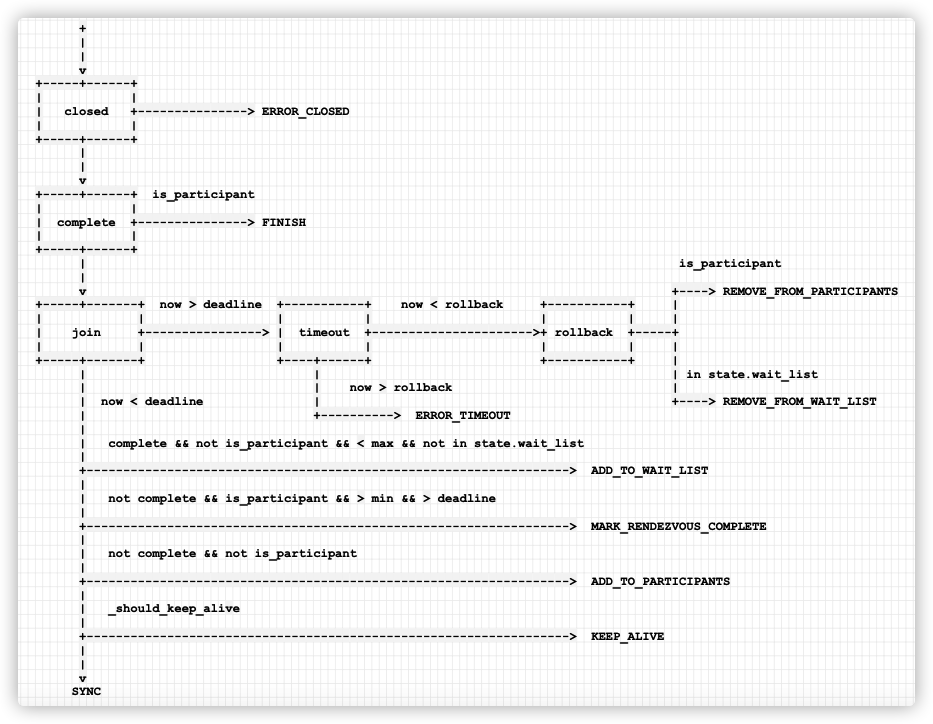 closed
ERROR_CLOSED
is_participant
complete
FINISH
is_participant
REMOVE_FROM_PARTICIPANTS
now > deadline
now < rollback
join
timeout
rollback
in state.wait_list
now > rollback
now < deadline
REMOVE_FROM_WAIT_LIST
ERROR_TIMEOUT
complete && not is_participant && < max && not in state.wait_list
ADD_TO_WAIT_LIST
not complete && is_participant && > min && > deadline
MARK_RENDEZVOUS_COMPLETE
not complete && not is_participant
ADD_TO_PARTICIPANTS
_should_keep_alive
KEEP_ALIVE
SYNC